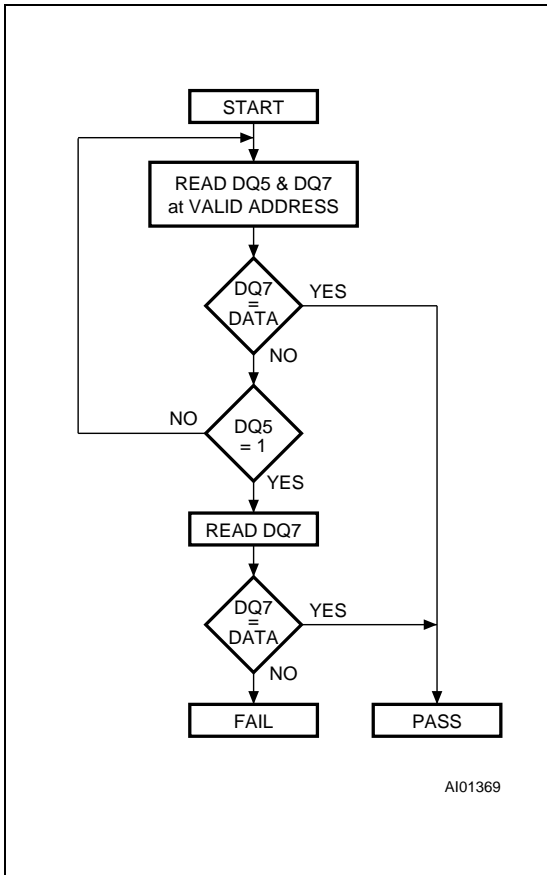 START
READ DQ5 & DQ7
at VALID ADDRESS
DQ7
=
DATA
YES
NO
DQ5
= 1
NO
YES
READ DQ7
DQ7
=
DATA
YES
NO
FAIL
PASS
AI01369